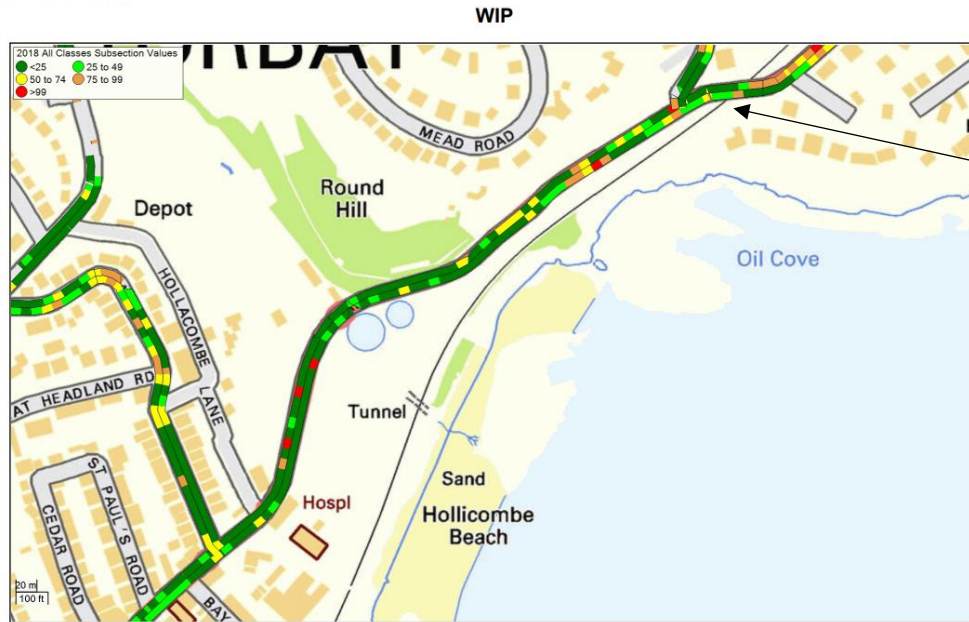 WIP
2018 All Classes Subsection Values
<25 25 to 49
50 to 74 75 to 99
>99
MEAD ROAD
Round
Hill
Depot
Oil Cove
HOLLACOMBE
LANE
AT HEADLAND RD
Tunnel
Sand
Hollicombe
Beach
Hospl
ST PAUL'S ROAD
CEDAR ROAD
BAY
20 m
100 ft